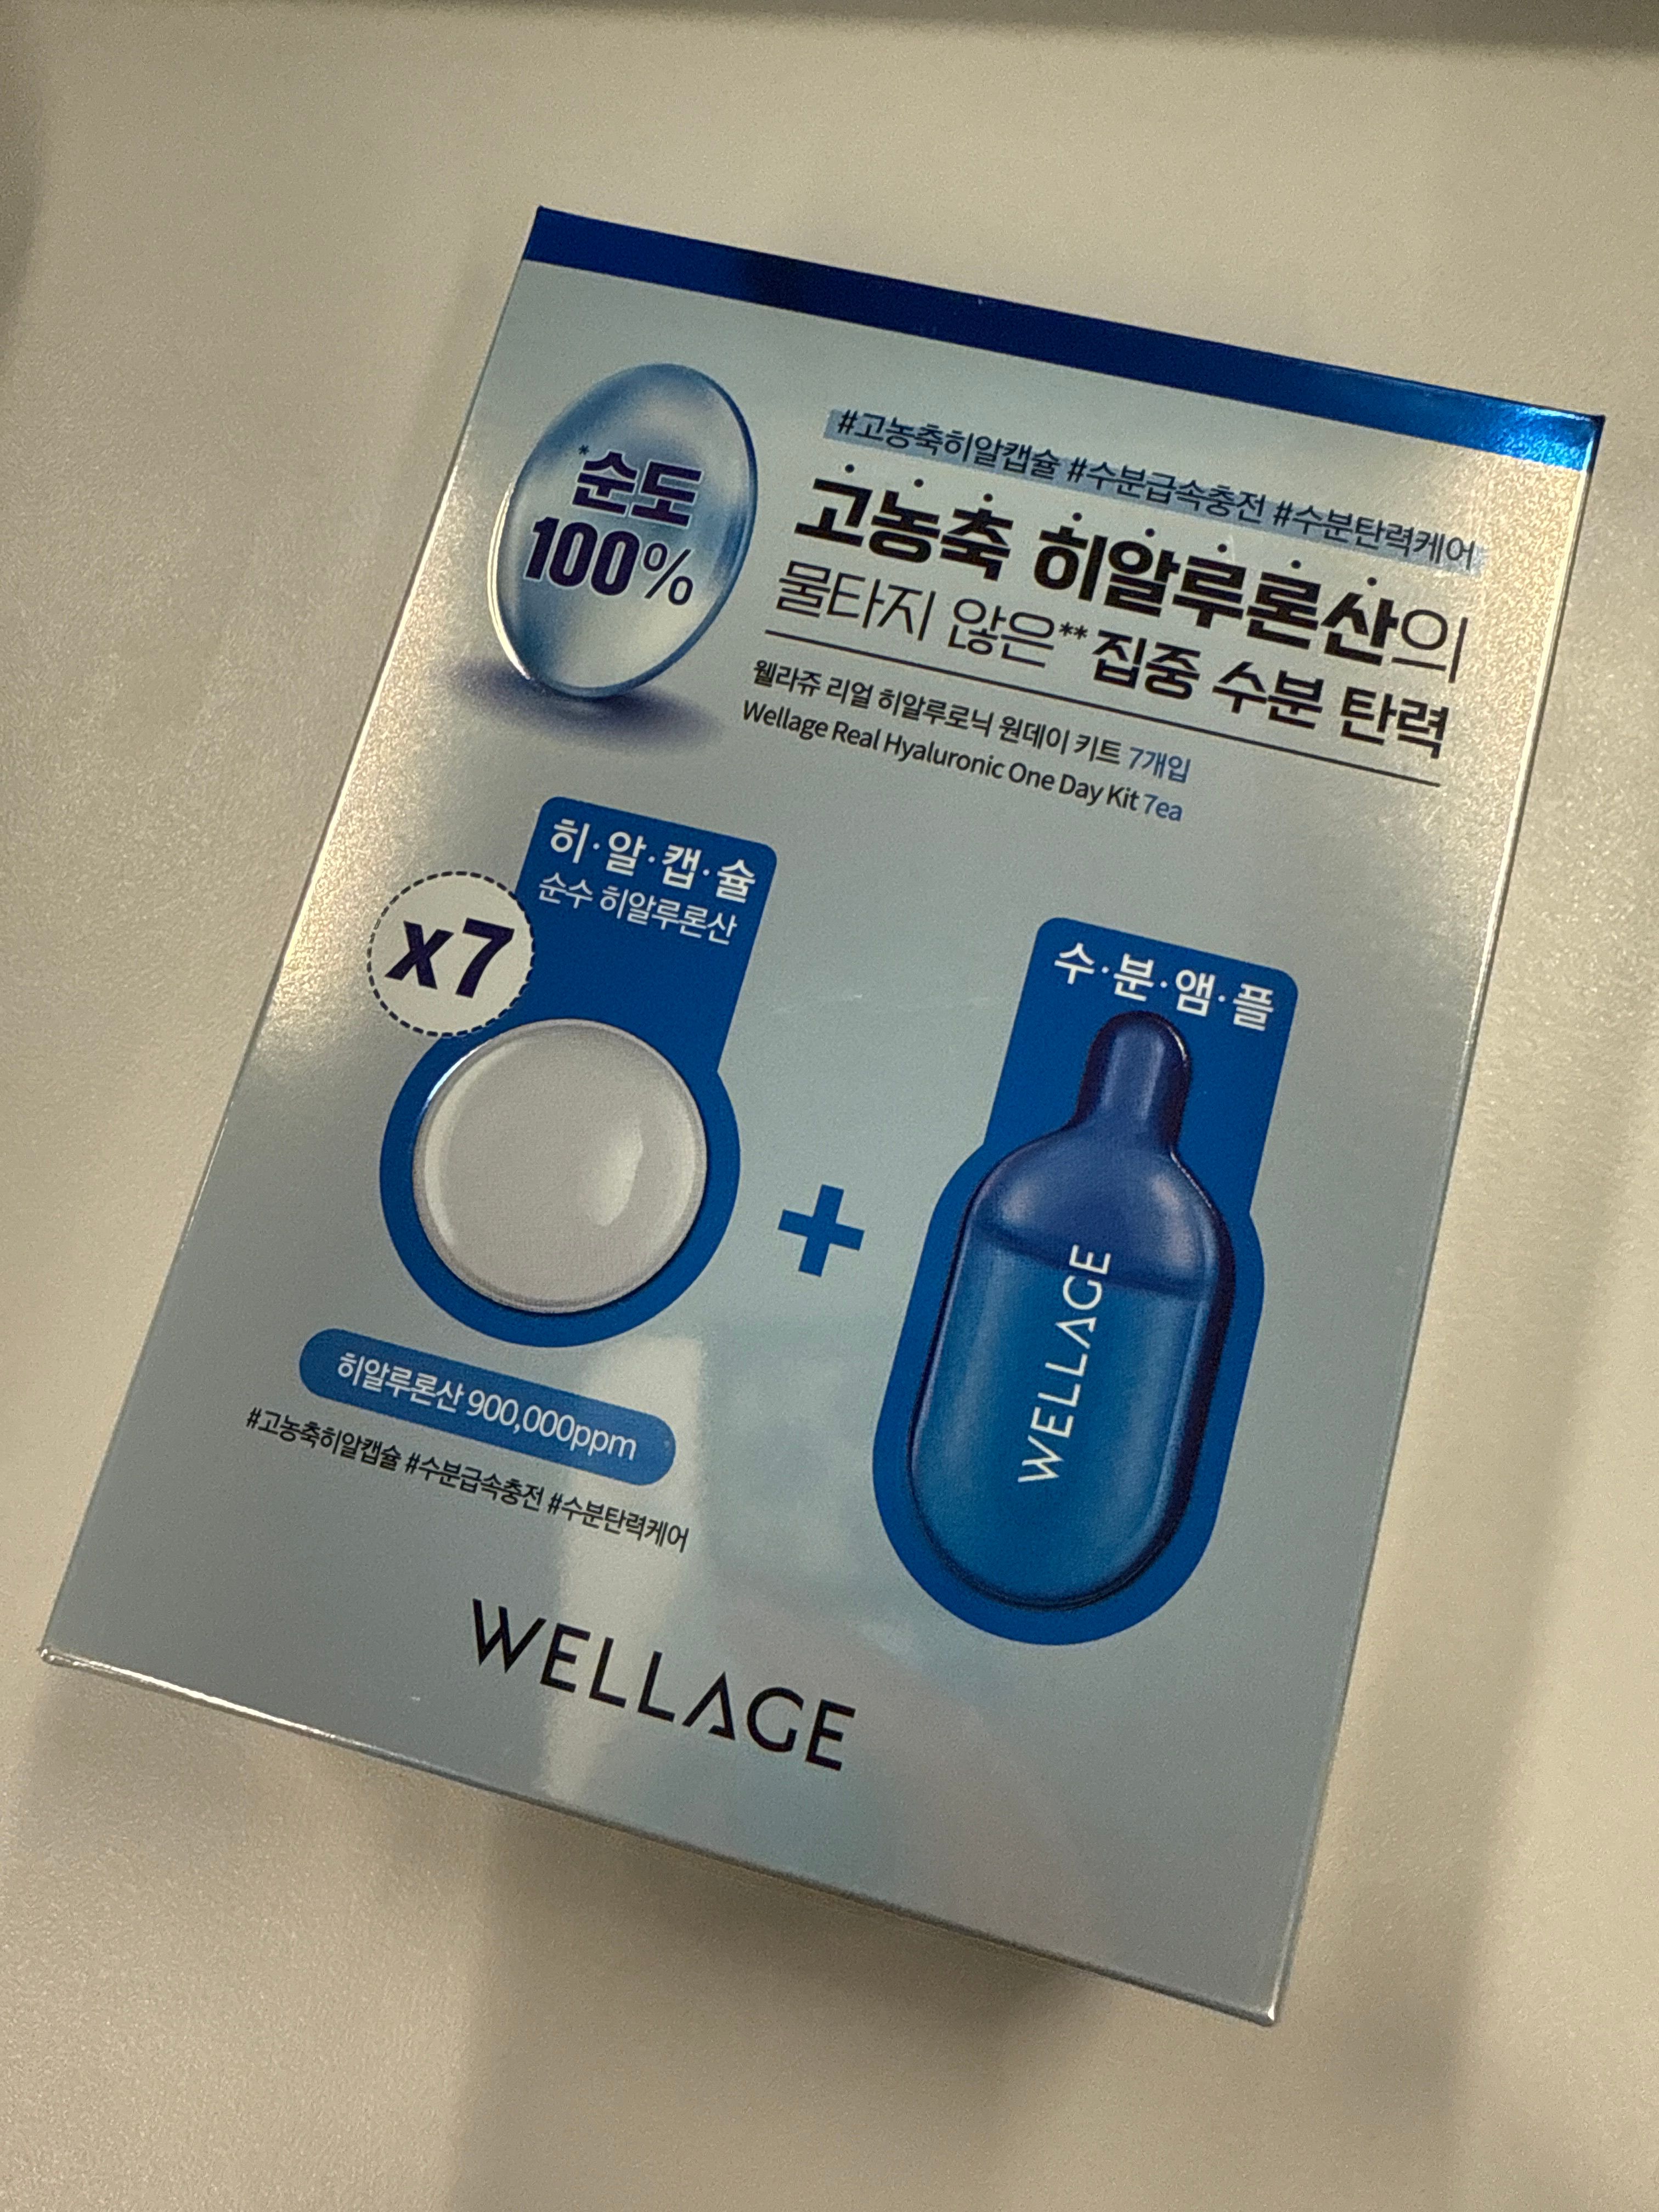 *순도
100%
#고농축히알캡슐 #수분급속충전 #수분탄력케어
고농축 히알루론산의
물타지 않은** 집중 수분 탄력
웰라쥬 리얼 히알루로닉 원데이 키트 7개입
Wellage Real Hyaluronic One Day Kit 7ea
히·알·캡·슐
순수 히알루론산
x7
수·분·앰·플
+
WELLAGE
히알루론산 900,000ppm
#고농축히알캡슐 #수분급속충전 #수분탄력케어
WELLAGE